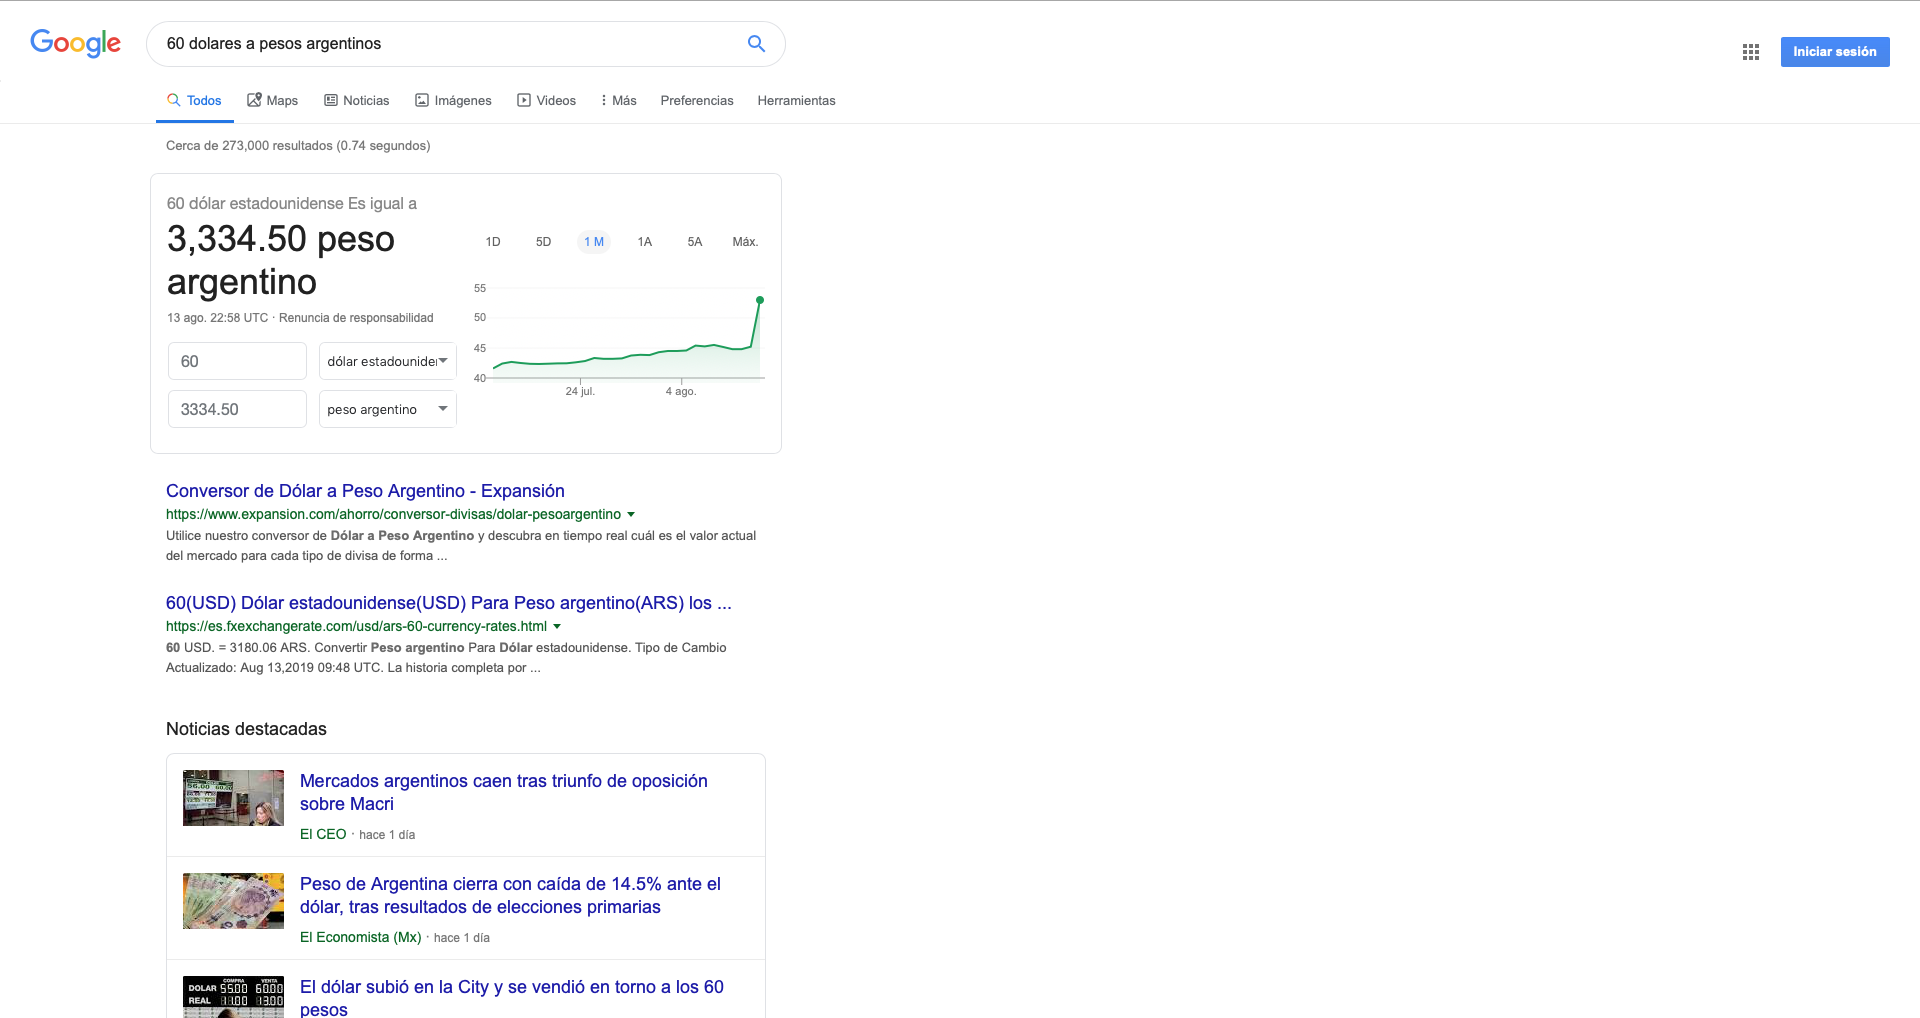 Google
60 dolares a pesos argentinos
Iniciar sesión
Todos Maps Noticias Imágenes Videos Más Preferencias Herramientas
Cerca de 273,000 resultados (0.74 segundos)
60 dólar estadounidense Es igual a
3,334.50 peso
argentino
13 ago. 22:58 UTC · Renuncia de responsabilidad
60 dólar estadounide
3334.50 peso argentino
1D 5D 1 M 1A 5A Máx.
55
50
45
40
24 jul. 4 ago.
Conversor de Dólar a Peso Argentino - Expansión
https://www.expansion.com/ahorro/conversor-divisas/dolar-pesoargentino
Utilice nuestro conversor de Dólar a Peso Argentino y descubra en tiempo real cuál es el valor actual
del mercado para cada tipo de divisa de forma ...
60(USD) Dólar estadounidense(USD) Para Peso argentino(ARS) los ...
https://es.fxexchangerate.com/usd/ars-60-currency-rates.html
60 USD. = 3180.06 ARS. Convertir Peso argentino Para Dólar estadounidense. Tipo de Cambio
Actualizado: Aug 13,2019 09:48 UTC. La historia completa por ...
Noticias destacadas
56.00 60.00
Mercados argentinos caen tras triunfo de oposición
sobre Macri
El CEO · hace 1 día
Peso de Argentina cierra con caída de 14.5% ante el
dólar, tras resultados de elecciones primarias
El Economista (Mx) · hace 1 día
COMPRA VENTA
DOLAR 55.00 60.00
REAL 11.00 13.00
El dólar subió en la City y se vendió en torno a los 60
pesos